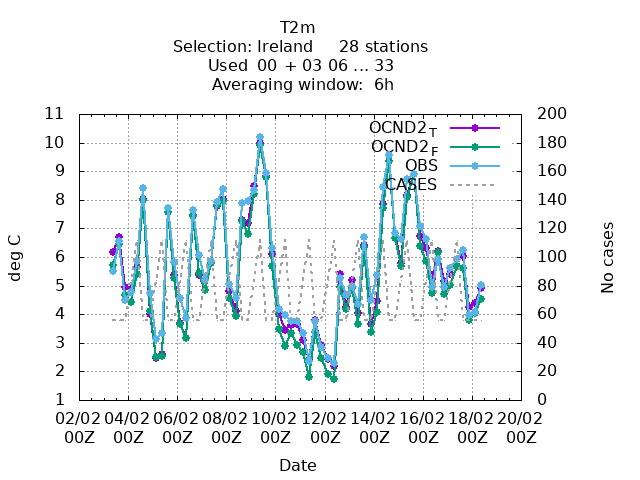 T2m
Selection: Ireland 28 stations
Used 00 + 03 06 ... 33
Averaging window: 6h
11
10
9
8
7
6
5
4
3
2
1
deg C
OCND2T
OCND2F
OBS
CASES
200
180
160
140
120
100
80
60
40
20
0
No cases
02/02 04/02 06/02 08/02 10/02 12/02 14/02 16/02 18/02 20/02
00Z 00Z 00Z 00Z 00Z 00Z 00Z 00Z 00Z 00Z
Date